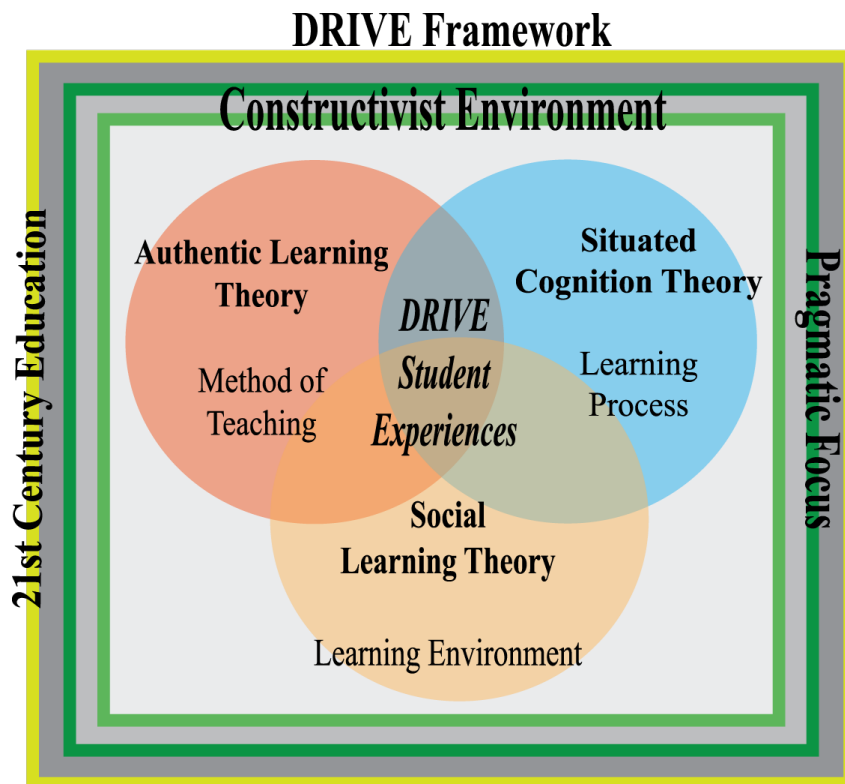 DRIVE Framework
Constructivist Environment
21st Century Education
Pragmatic Focus
Authentic Learning
Theory
Method of
Teaching
Situated
Cognition Theory
Learning
Process
DRIVE
Student
Experiences
Social
Learning Theory
Learning Environment